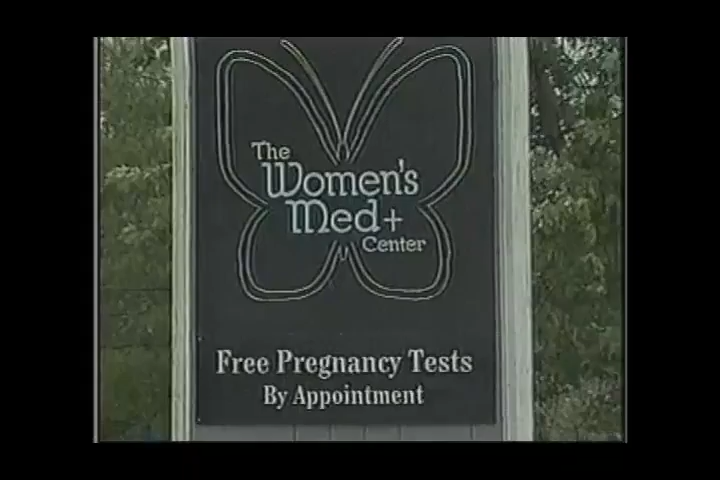 The
Women's
Med+
Center
Free Pregnancy Tests
By Appointment